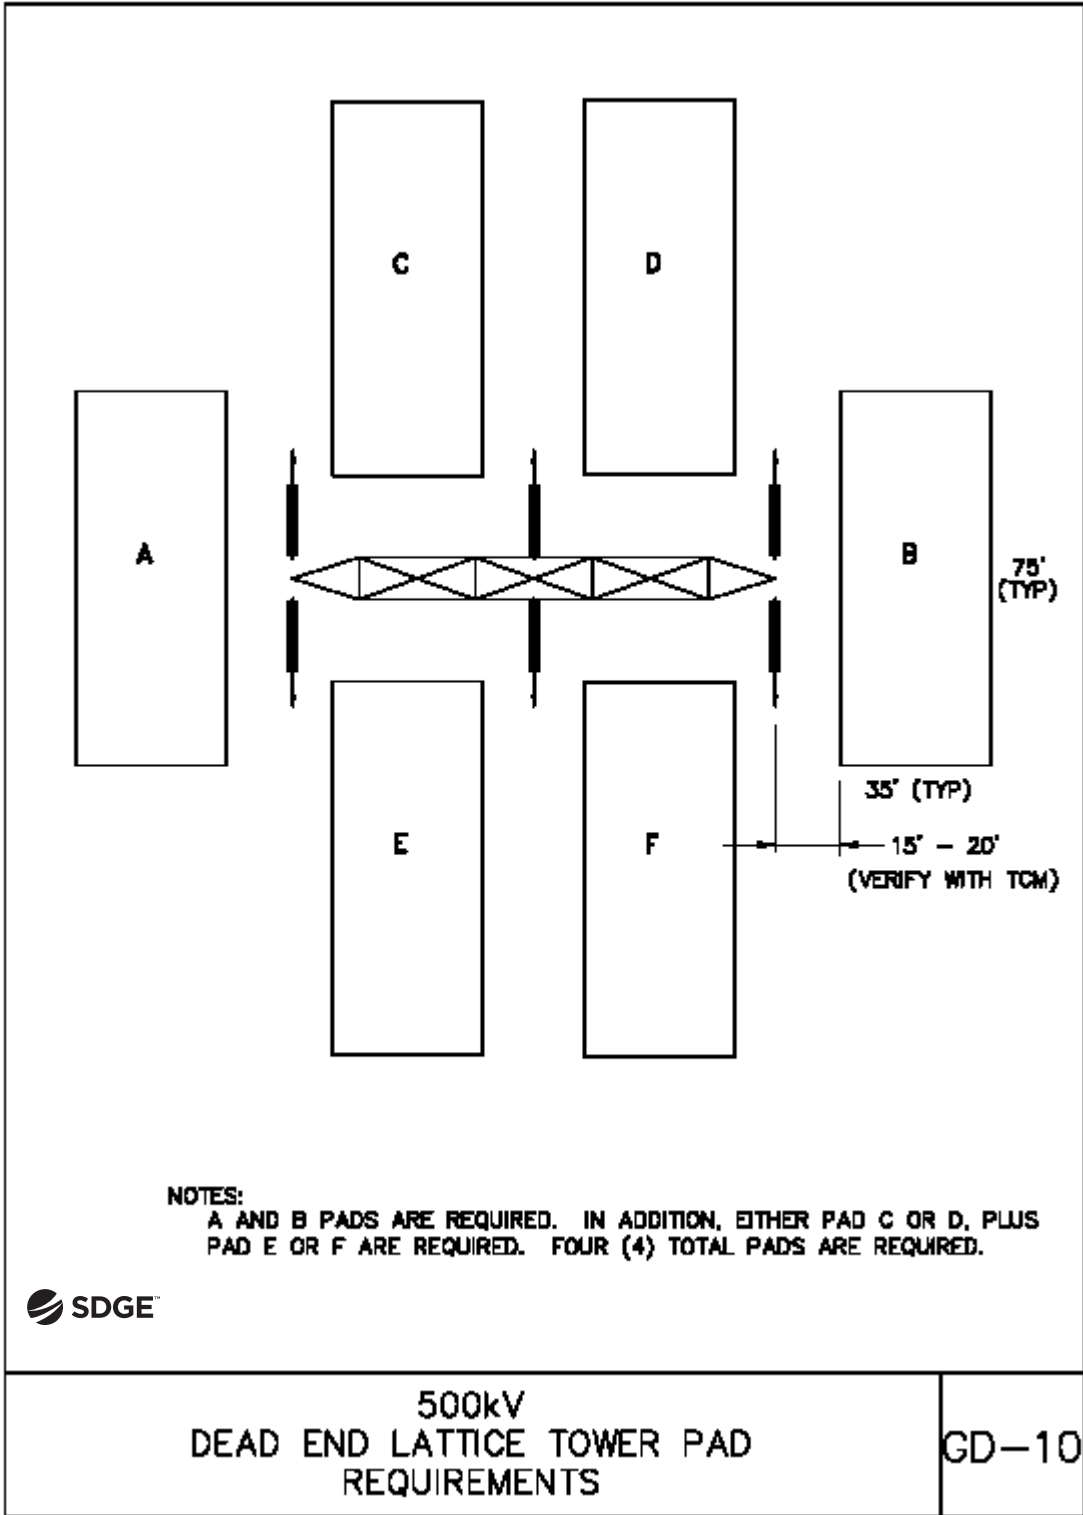 C
D
A
B
75'
(TYP)
35' (TYP)
E
F
15' - 20'
(VERIFY WITH TCM)
NOTES:
A AND B PADS ARE REQUIRED. IN ADDITION, EITHER PAD C OR D, PLUS
PAD E OR F ARE REQUIRED. FOUR (4) TOTAL PADS ARE REQUIRED.
SDGE™
500kV
DEAD END LATTICE TOWER PAD
REQUIREMENTS
GD-10